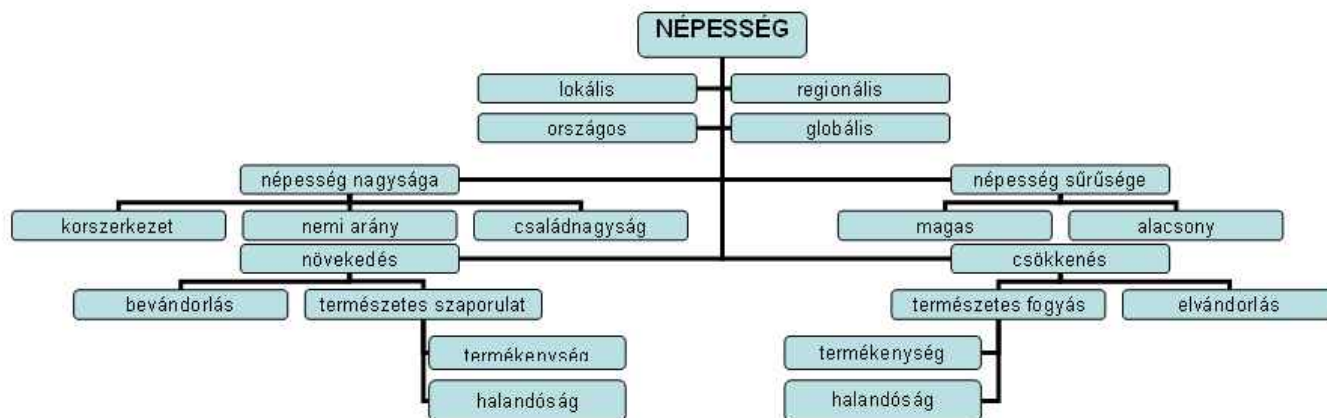 NÉPESSÉG
lokális
regionális
országos
globális
népesség nagysága
népesség sűrűsége
korszerkezet
nemi arány
családnagyság
magas
alacsony
növekedés
csökkenés
bevándorlás
természetes szaporulat
természetes fogyás
elvándorlás
termékenység
termékenység
halandóság
halandóság